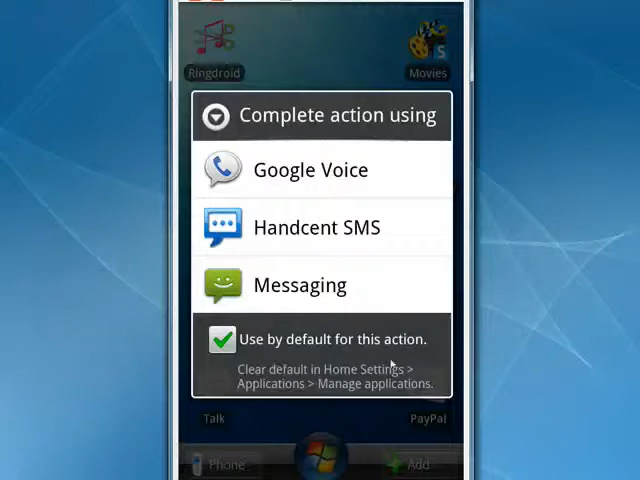 Ringdroid
Movies
Complete action using
Google Voice
Handcent SMS
Messaging
Use by default for this action.
Clear default in Home Settings >
Applications > Manage applications.
Talk
PayPal
Phone
Add